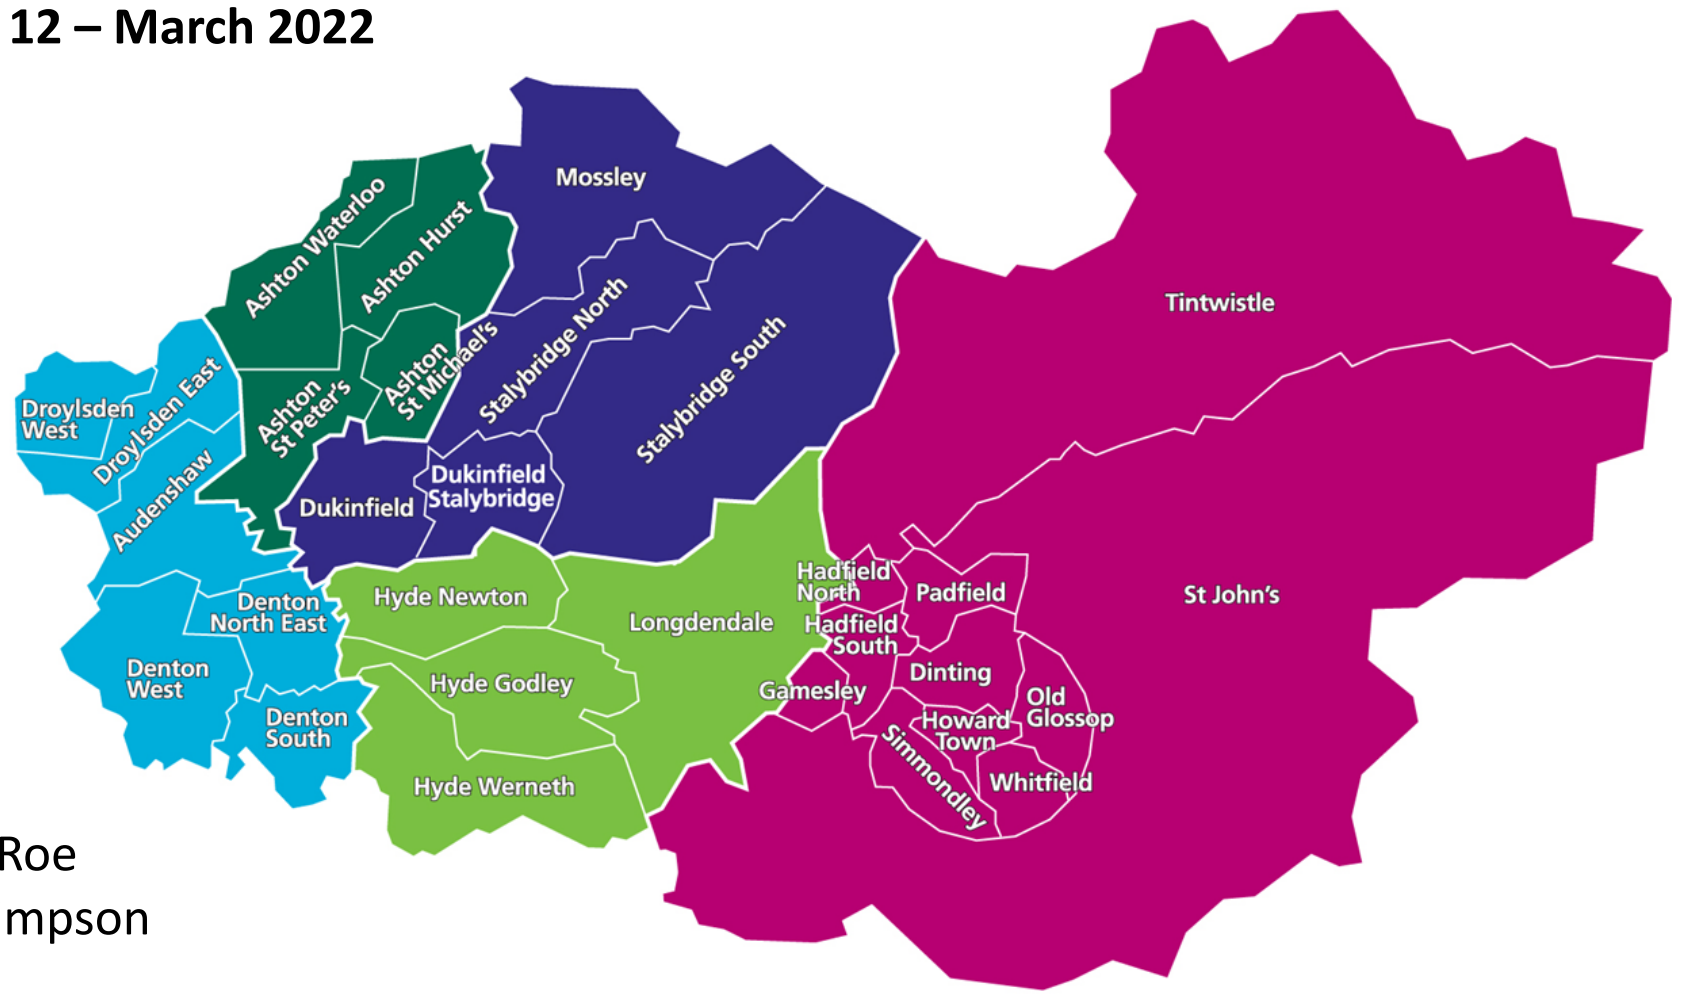 12 – March 2022
Mossley
Ashton Waterloo
Ashton Hurst
Tintwistle
Stalybridge North
Ashton
St Michael's
Stalybridge South
Droylsden
West
Droylsden East
Ashton
St Peter's
Audenshaw
Dukinfield
Dukinfield
Stalybridge
Hadfield
North
Padfield
St John's
Hyde Newton
Denton
North East
Longdendale
Hadfield
South
Denton
West
Hyde Godley
Gamesley
Dinting
Old
Glossop
Denton
South
Howard
Town
Simmondley
Whitfield
Hyde Werneth
Roe
mpson